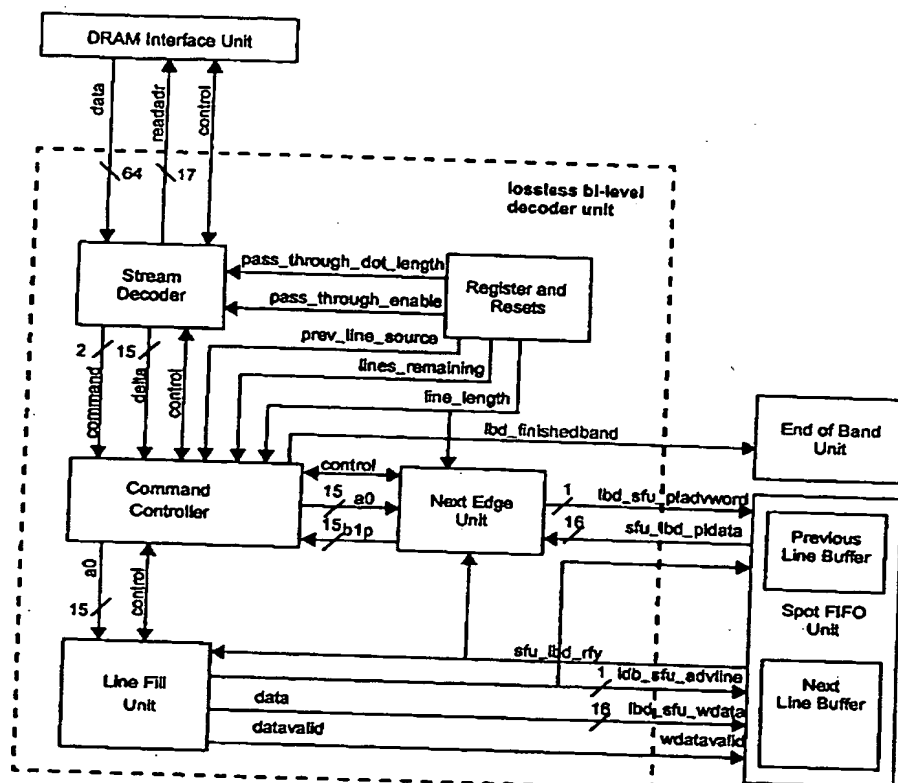 DRAM Interface Unit
data
readadr
control
64
17
lossless bi-level
decoder unit
Stream
Decoder
pass_through_dot_length
pass_through_enable
Register and
Resets
prev_line_source
lines_remaining
line_length
2
15
command
delta
control
lbd_finishedband
End of Band
Unit
Command
Controller
control
15 a0
15 b1p
Next Edge
Unit
1 lbd_sfu_pladvword
16 sfu_lbd_pldata
Previous
Line Buffer
Spot FIFO
Unit
a0
15
control
Line Fill
Unit
sfu_lbd_rfy
1 ldb_sfu_advline
data
16 lbd_sfu_wdata
datavalid
wdatavalid
Next
Line Buffer